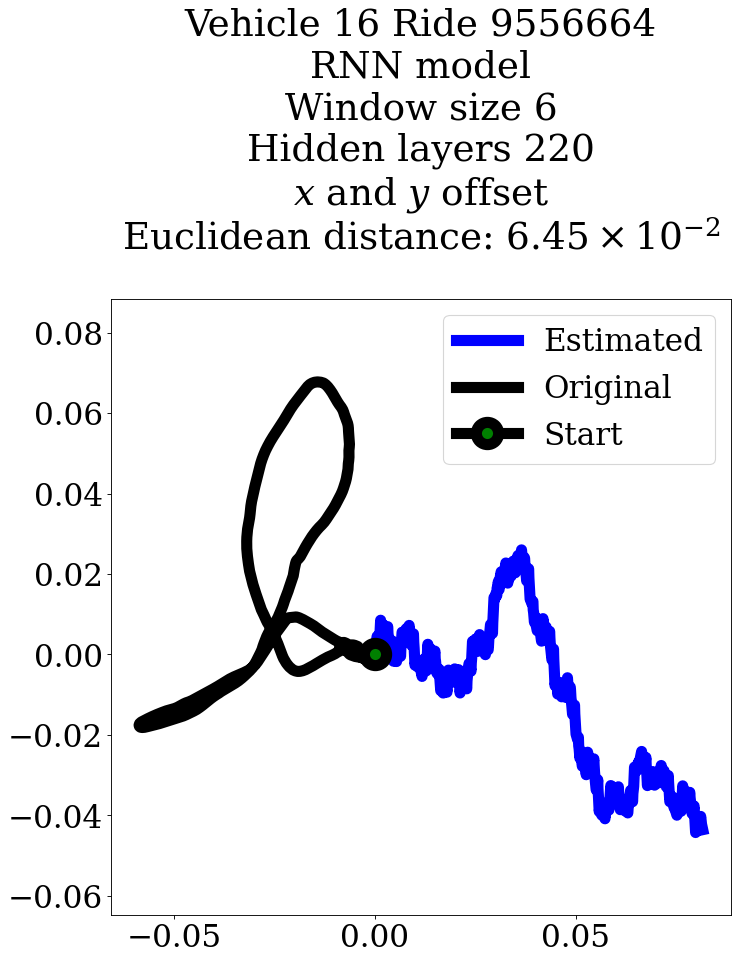 Vehicle 16 Ride 9556664
RNN model
Window size 6
Hidden layers 220
x and y offset
Euclidean distance: 6.45 × 10⁻²
Estimated
Original
Start
0.08
0.06
0.04
0.02
0.00
−0.02
−0.04
−0.06
−0.05
0.00
0.05